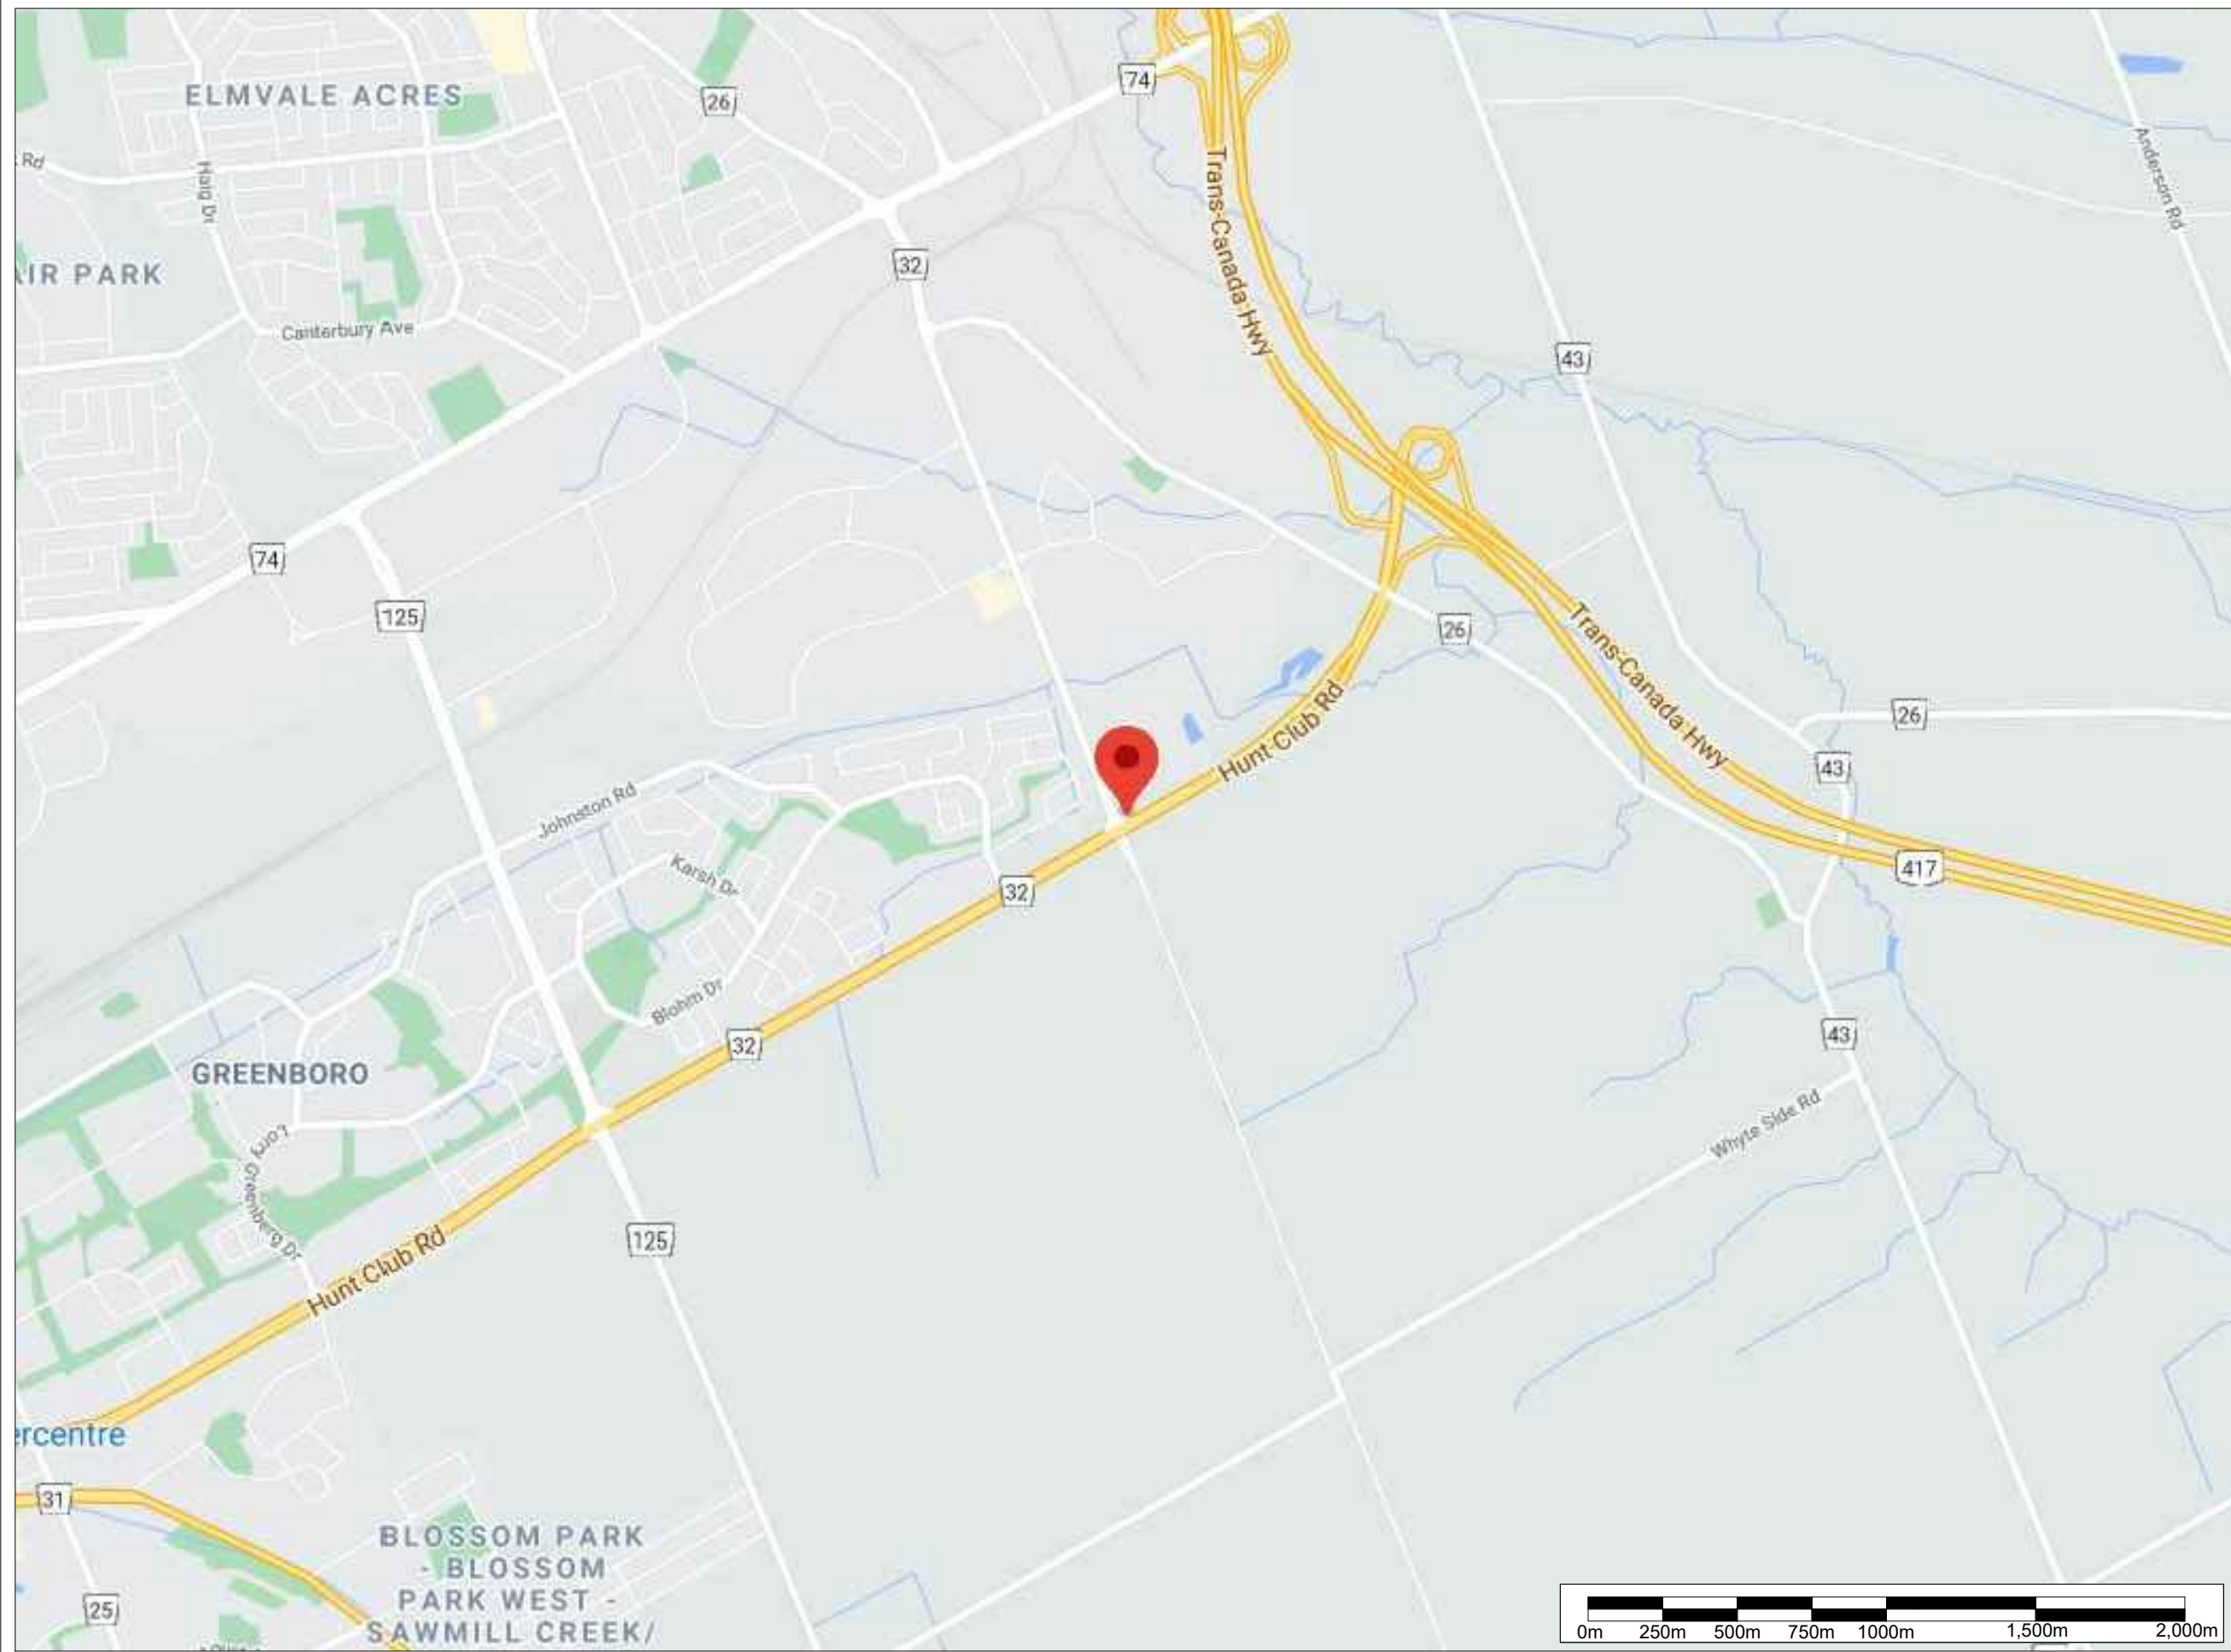 ELMVALE ACRES
26
74
Rd
Haig Dr
Trans-Canada Hwy
Anderson Rd
32
AIR PARK
Canterbury Ave
43
74
125
26
Trans-Canada Hwy
26
43
Hunt Club Rd
Johnston Rd
417
Karsh Dr
32
Blohm Dr
32
43
GREENBORO
Lorry Greenberg Dr
Whyte Side Rd
125
Hunt Club Rd
ercentre
31
BLOSSOM PARK
- BLOSSOM
PARK WEST -
SAWMILL CREEK/
25
0m 250m 500m 750m 1000m 1,500m 2,000m